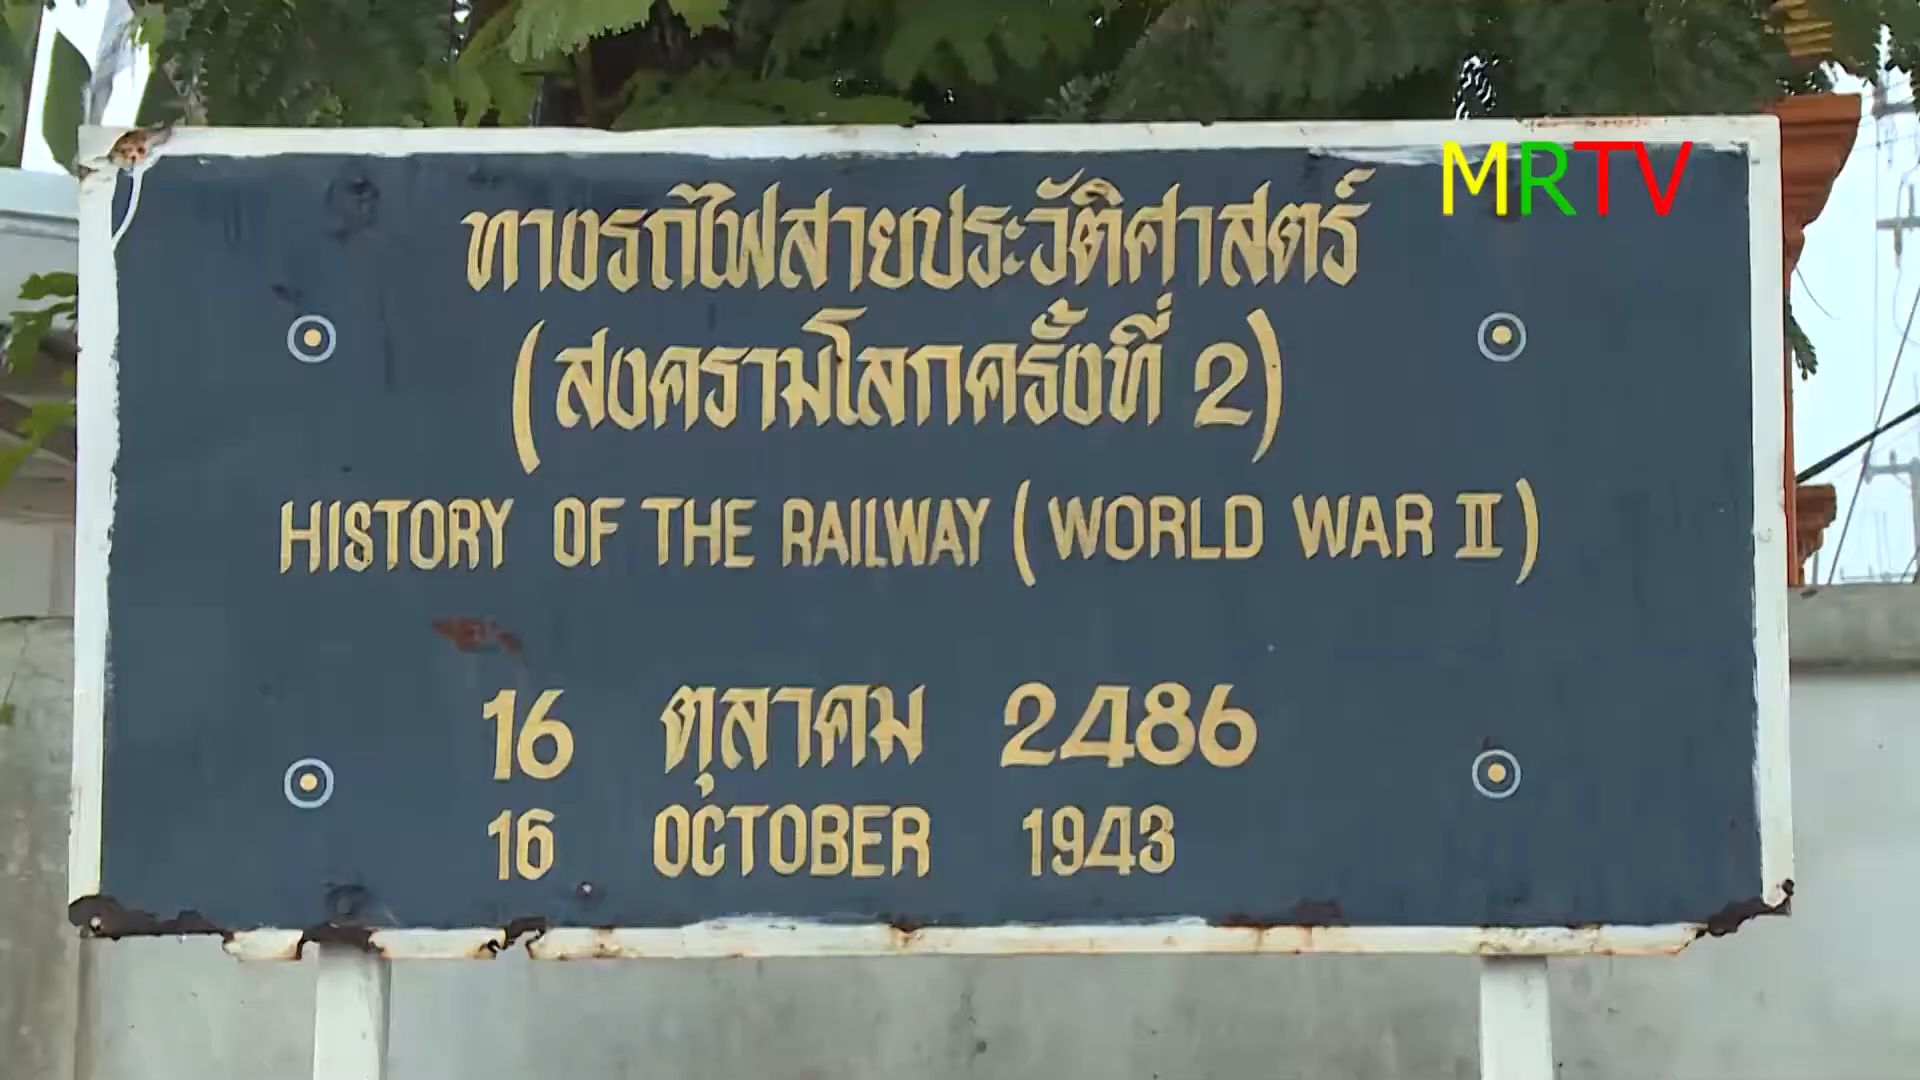 MRTV
ทางรถไฟสายประวัติศาสตร์
(สงครามโลกครั้งที่ 2)
HISTORY OF THE RAILWAY (WORLD WAR II)
16 ตุลาคม 2486
16 OCTOBER 1943